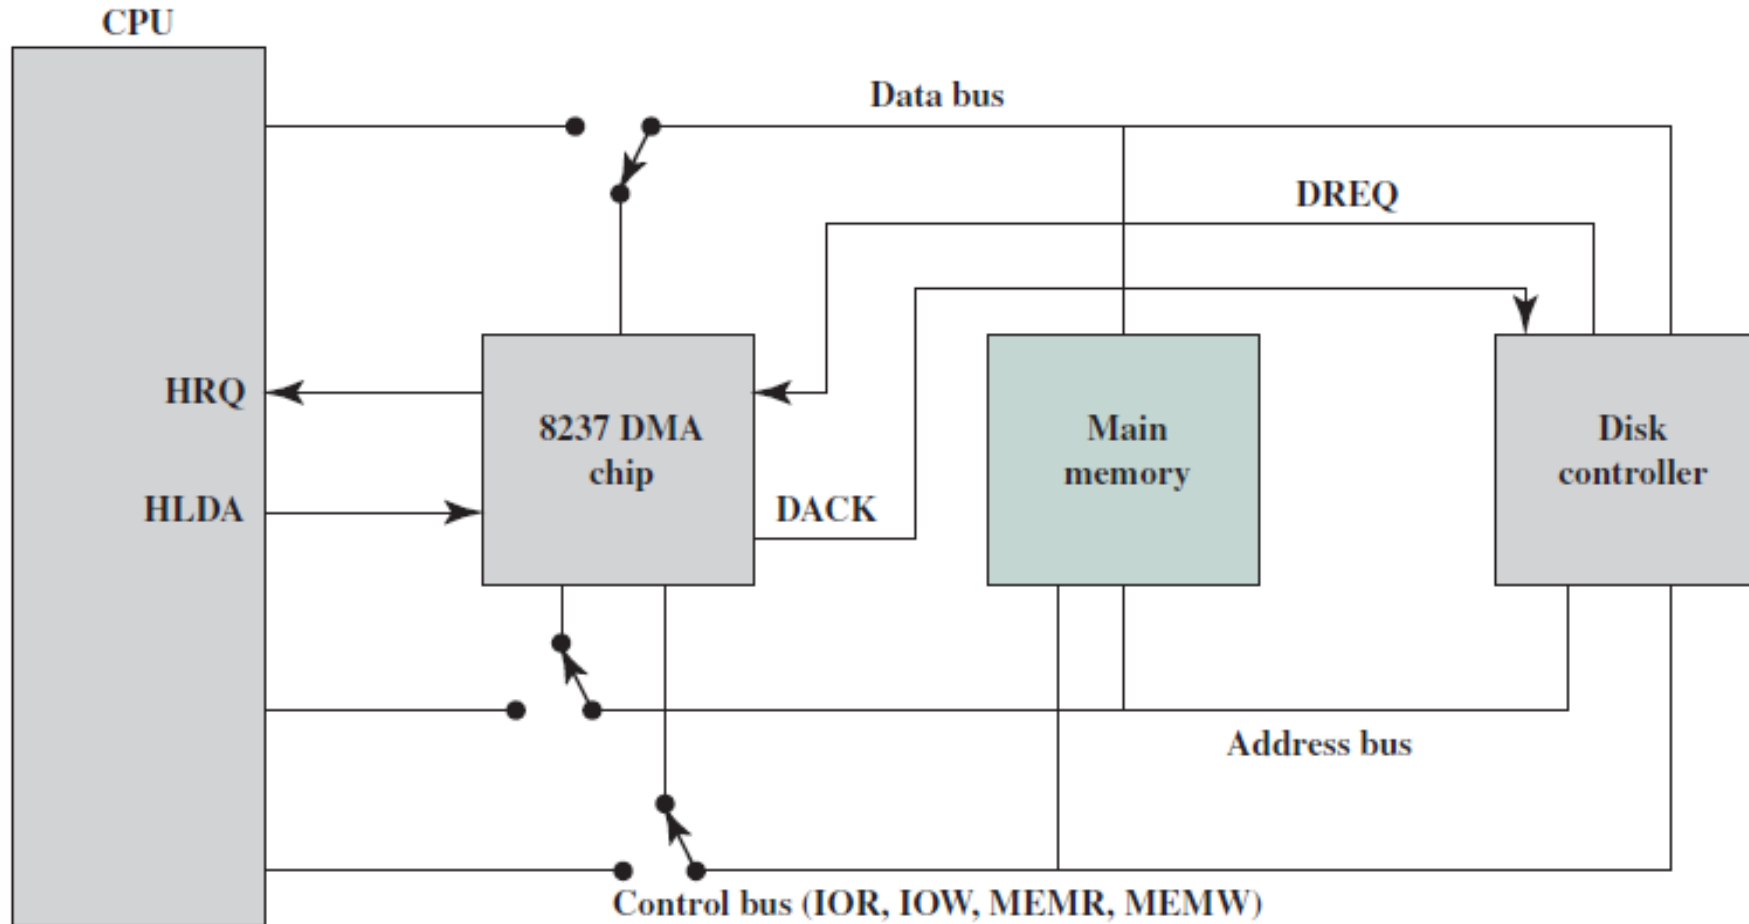 CPU
Data bus
DREQ
HRQ
8237 DMA
chip
Main
memory
Disk
controller
HLDA
DACK
Address bus
Control bus (IOR, IOW, MEMR, MEMW)